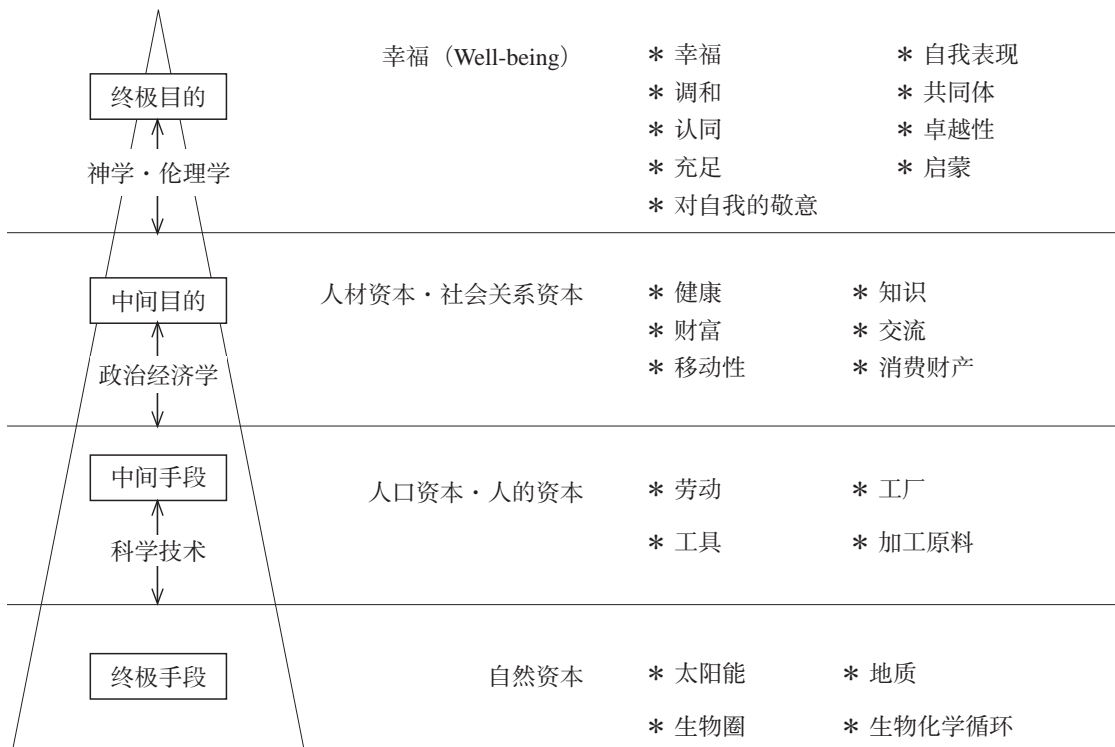 幸福（Well-being）
＊ 幸福
＊ 自我表现
终极目的
＊ 调和
＊ 共同体
＊ 认同
＊ 卓越性
神学・伦理学
＊ 充足
＊ 启蒙
＊ 对自我的敬意
中间目的
人材资本・社会关系资本
＊ 健康
＊ 知识
＊ 财富
＊ 交流
政治经济学
＊ 移动性
＊ 消费财产
中间手段
人口资本・人的资本
＊ 劳动
＊ 工厂
科学技术
＊ 工具
＊ 加工原料
终极手段
自然资本
＊ 太阳能
＊ 地质
＊ 生物圈
＊ 生物化学循环